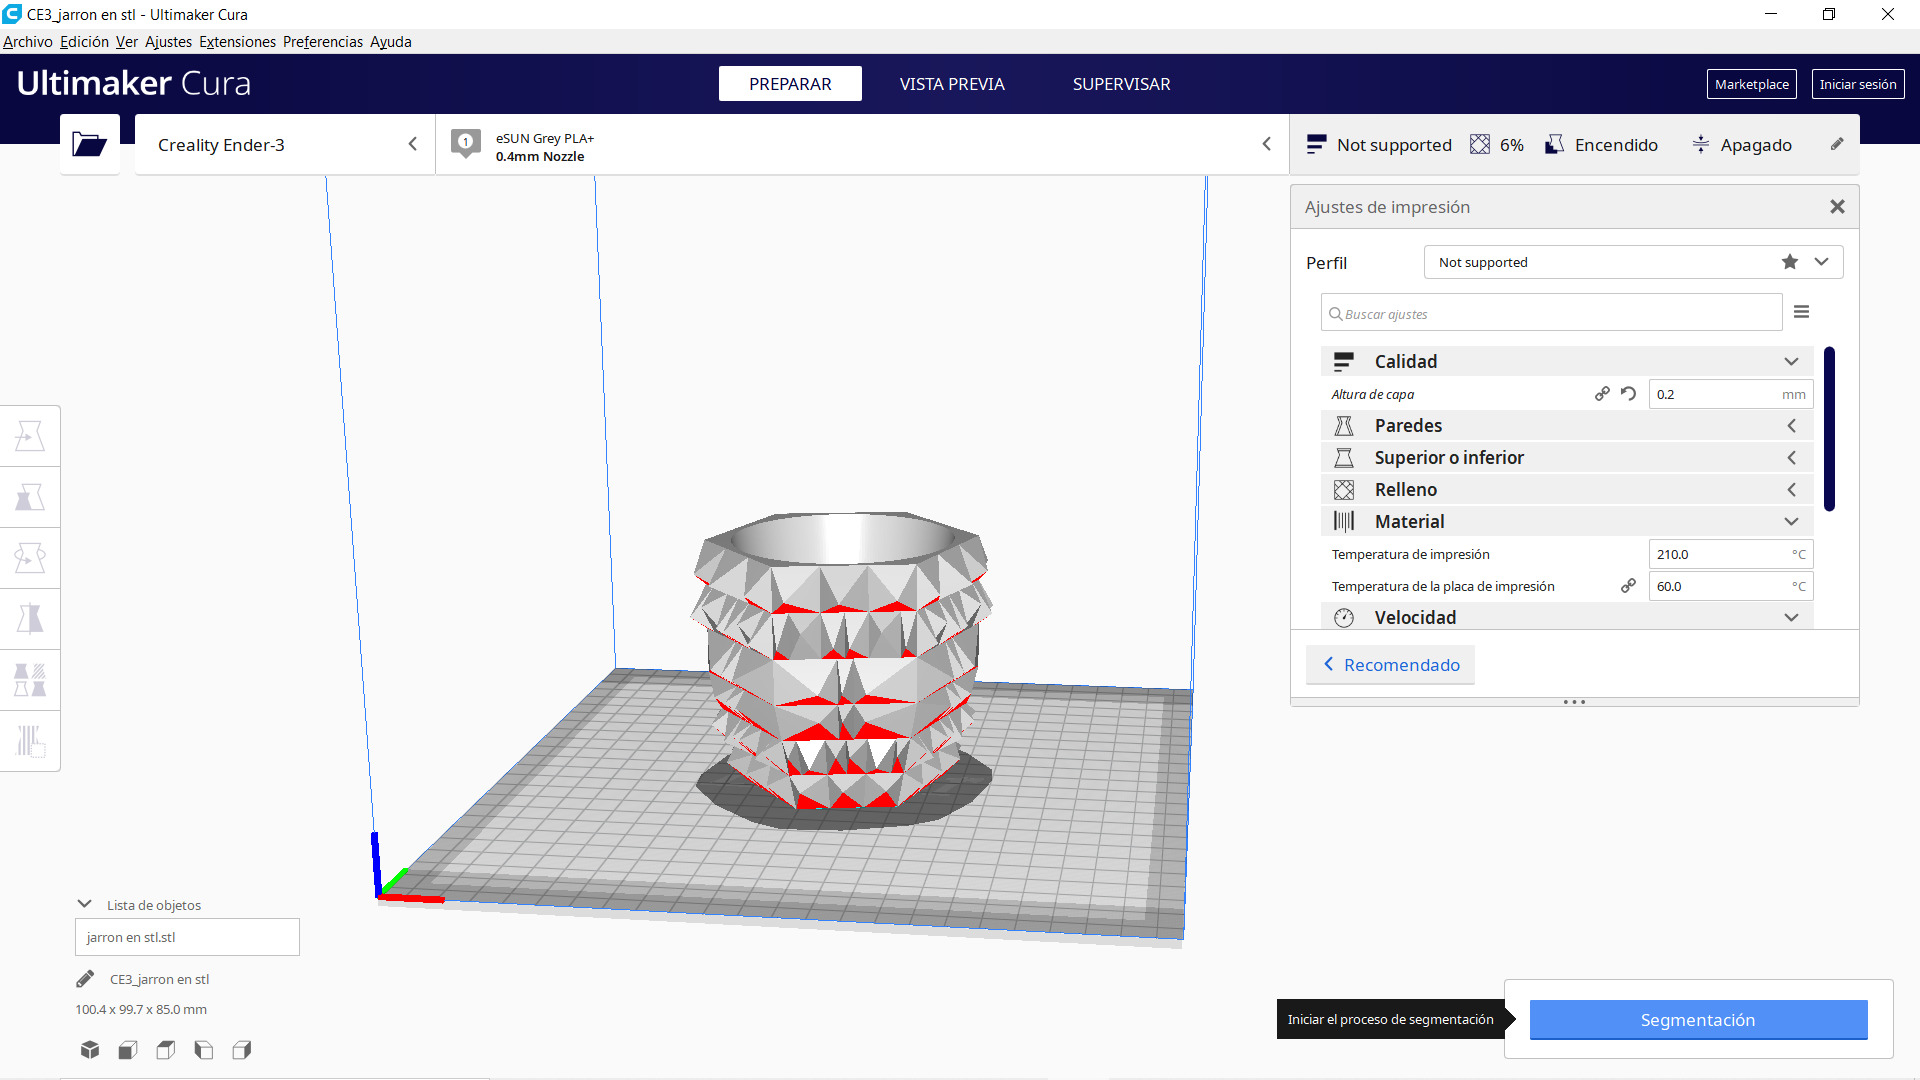 CE3_jarron en stl - Ultimaker Cura
Archivo Edición Ver Ajustes Extensiones Preferencias Ayuda
Ultimaker Cura
PREPARAR
VISTA PREVIA
SUPERVISAR
Marketplace
Iniciar sesión
Creality Ender-3
1
eSUN Grey PLA+
0.4mm Nozzle
Not supported
6%
Encendido
Apagado
Ajustes de impresión
Perfil
Not supported
Buscar ajustes
Calidad
Altura de capa
0.2
mm
Paredes
Superior o inferior
Relleno
Material
Temperatura de impresión
210.0
°C
Temperatura de la placa de impresión
60.0
°C
Velocidad
Recomendado
Lista de objetos
jarron en stl.stl
CE3_jarron en stl
100.4 x 99.7 x 85.0 mm
Iniciar el proceso de segmentación
Segmentación